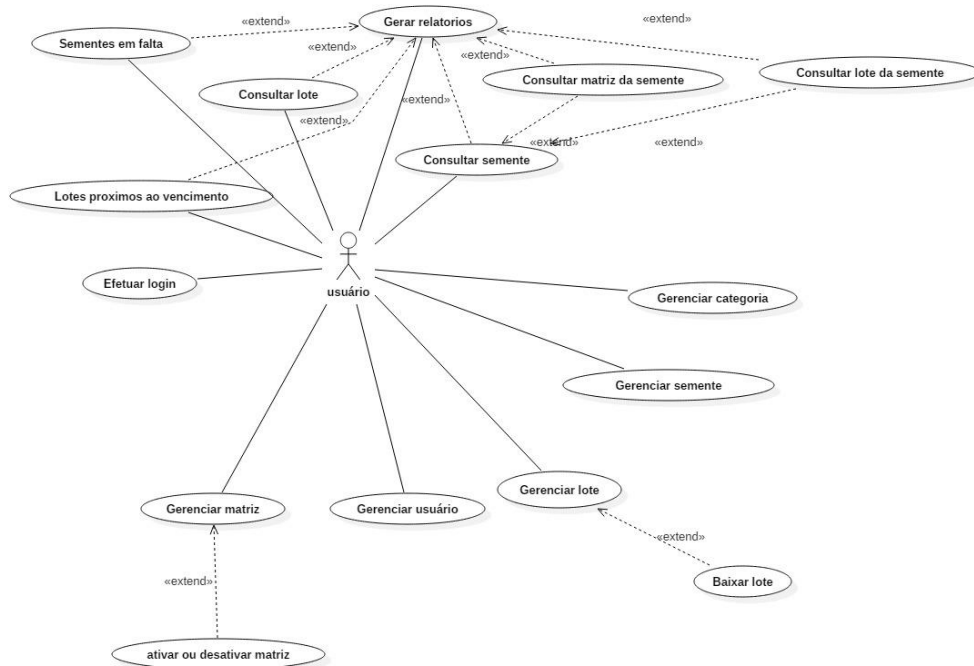 «extend»
Gerar relatorios
«extend»
Sementes em falta
«extend»
«extend»
Consultar matriz da semente
Consultar lote da semente
Consultar lote
«extend»
«extend»
«extend»
«extend»
Consultar semente
Lotes proximos ao vencimento
usuário
Efetuar login
Gerenciar categoria
Gerenciar semente
Gerenciar lote
Gerenciar matriz
Gerenciar usuário
«extend»
«extend»
Baixar lote
ativar ou desativar matriz